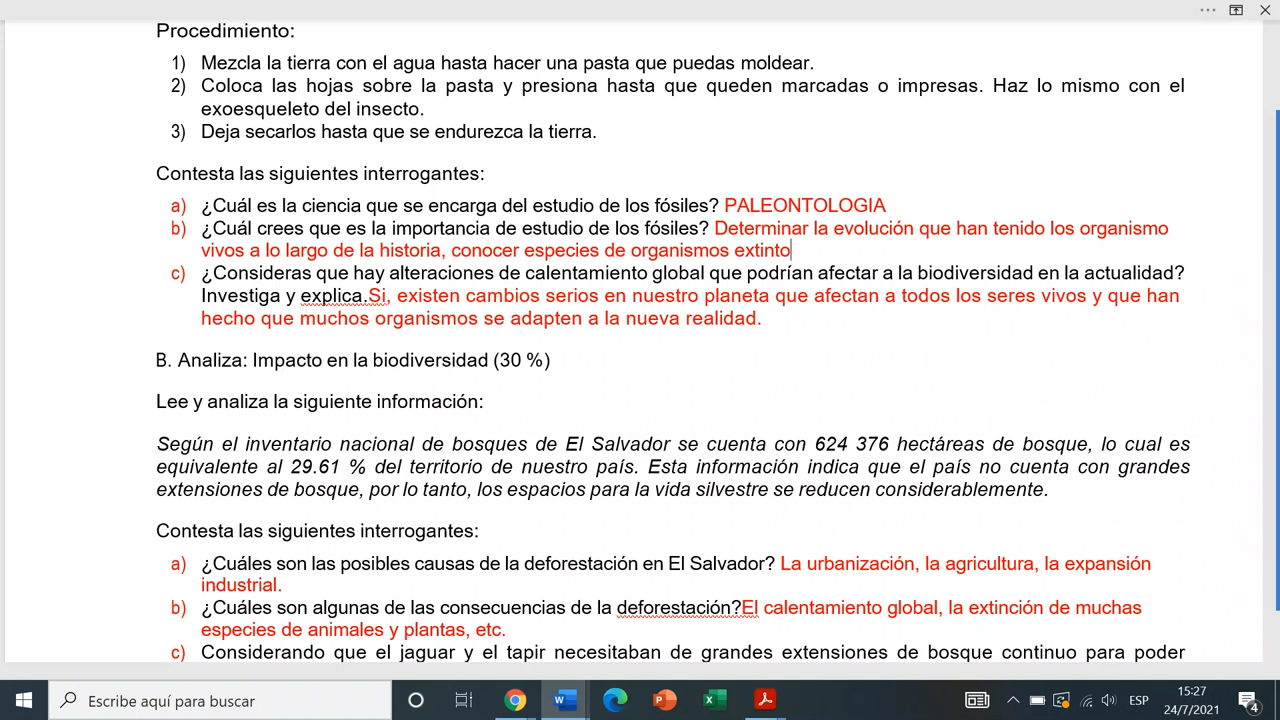 Procedimiento:
1) Mezcla la tierra con el agua hasta hacer una pasta que puedas moldear.
2) Coloca las hojas sobre la pasta y presiona hasta que queden marcadas o impresas. Haz lo mismo con el
exoesqueleto del insecto.
3) Deja secarlos hasta que se endurezca la tierra.
Contesta las siguientes interrogantes:
a) ¿Cuál es la ciencia que se encarga del estudio de los fósiles? PALEONTOLOGIA
b) ¿Cuál crees que es la importancia de estudio de los fósiles? Determinar la evolución que han tenido los organismo
vivos a lo largo de la historia, conocer especies de organismos extinto
c) ¿Consideras que hay alteraciones de calentamiento global que podrían afectar a la biodiversidad en la actualidad?
Investiga y explica.Si, existen cambios serios en nuestro planeta que afectan a todos los seres vivos y que han
hecho que muchos organismos se adapten a la nueva realidad.
B. Analiza: Impacto en la biodiversidad (30 %)
Lee y analiza la siguiente información:
Según el inventario nacional de bosques de El Salvador se cuenta con 624 376 hectáreas de bosque, lo cual es
equivalente al 29.61 % del territorio de nuestro país. Esta información indica que el país no cuenta con grandes
extensiones de bosque, por lo tanto, los espacios para la vida silvestre se reducen considerablemente.
Contesta las siguientes interrogantes:
a) ¿Cuáles son las posibles causas de la deforestación en El Salvador? La urbanización, la agricultura, la expansión
industrial.
b) ¿Cuáles son algunas de las consecuencias de la deforestación?El calentamiento global, la extinción de muchas
especies de animales y plantas, etc.
c) Considerando que el jaguar y el tapir necesitaban de grandes extensiones de bosque continuo para poder
Escribe aquí para buscar
ESP
15:27
24/7/2021
4